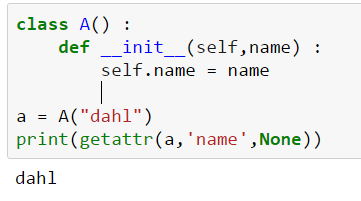 class A() :
    def __init__(self,name) :
        self.name = name

a = A("dahl")
print(getattr(a,'name',None))
dahl